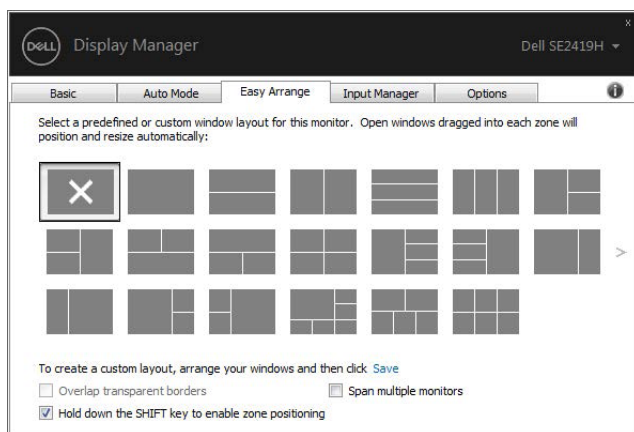 DELL Display Manager Dell SE2419H
Basic Auto Mode Easy Arrange Input Manager Options
Select a predefined or custom window layout for this monitor. Open windows dragged into each zone will
position and resize automatically:
To create a custom layout, arrange your windows and then click Save
Overlap transparent borders Span multiple monitors
Hold down the SHIFT key to enable zone positioning